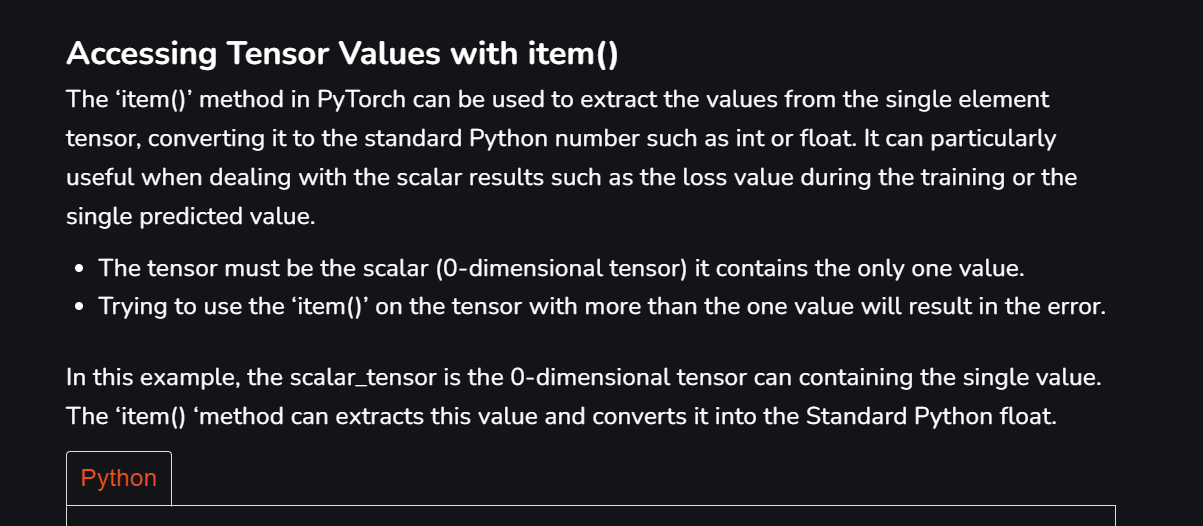 Accessing Tensor Values with item()
The ‘item()’ method in PyTorch can be used to extract the values from the single element
tensor, converting it to the standard Python number such as int or float. It can particularly
useful when dealing with the scalar results such as the loss value during the training or the
single predicted value.
• The tensor must be the scalar (0-dimensional tensor) it contains the only one value.
• Trying to use the ‘item()’ on the tensor with more than the one value will result in the error.
In this example, the scalar_tensor is the 0-dimensional tensor can containing the single value.
The ‘item() ‘method can extracts this value and converts it into the Standard Python float.
Python